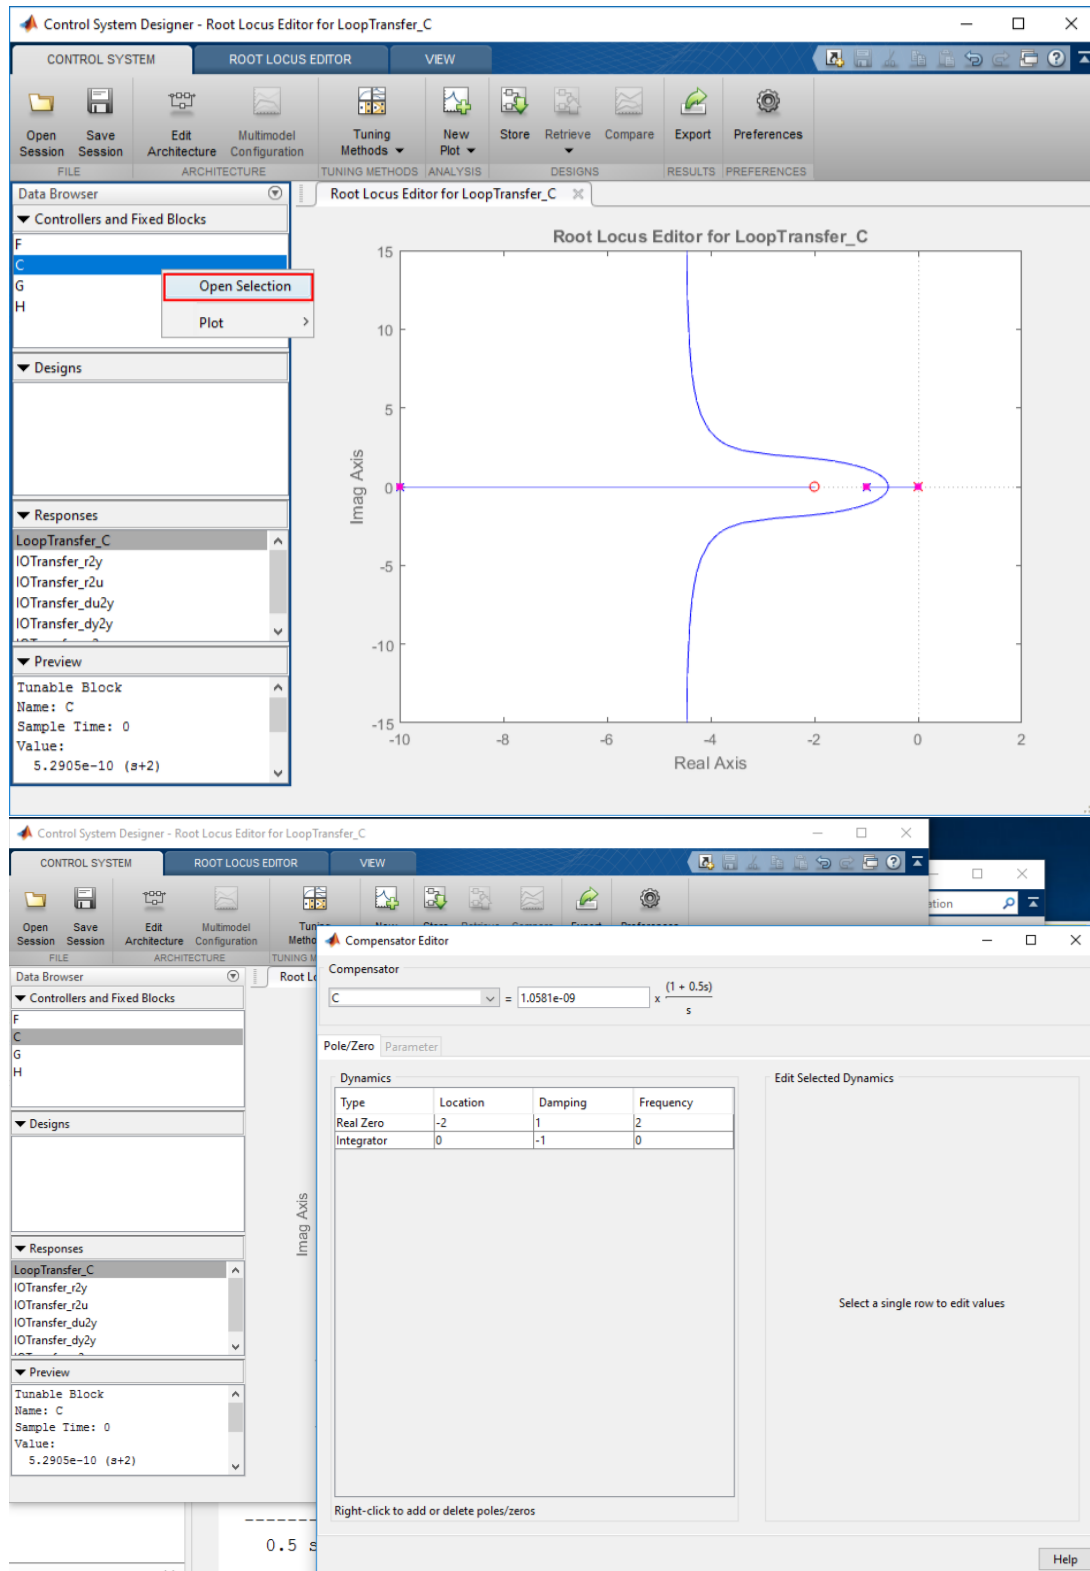 Control System Designer - Root Locus Editor for LoopTransfer_C
CONTROL SYSTEM ROOT LOCUS EDITOR VIEW
Open Session
Save Session
Edit Architecture
Multimodel Configuration
Tuning Methods
New Plot
Store
Retrieve
Compare
Export
Preferences
FILE ARCHITECTURE TUNING METHODS ANALYSIS DESIGNS RESULTS PREFERENCES
Data Browser
Root Locus Editor for LoopTransfer_C
Controllers and Fixed Blocks
F
C
G
H
Open Selection
Plot
Designs
Responses
LoopTransfer_C
IOTransfer_r2y
IOTransfer_r2u
IOTransfer_du2y
IOTransfer_dy2y
Preview
Tunable Block
Name: C
Sample Time: 0
Value:
5.2905e-10 (s+2)
Root Locus Editor for LoopTransfer_C
15
10
5
0
-5
-10
-15
Imag Axis
-10 -8 -6 -4 -2 0 2
Real Axis
Control System Designer - Root Locus Editor for LoopTransfer_C
CONTROL SYSTEM ROOT LOCUS EDITOR VIEW
Open Session
Save Session
Edit Architecture
Multimodel Configuration
FILE ARCHITECTURE
Data Browser
Controllers and Fixed Blocks
F
C
G
H
Designs
Responses
LoopTransfer_C
IOTransfer_r2y
IOTransfer_r2u
IOTransfer_du2y
IOTransfer_dy2y
Preview
Tunable Block
Name: C
Sample Time: 0
Value:
5.2905e-10 (s+2)
Imag Axis
0.5 s
Compensator Editor
Compensator
C = 1.0581e-09 x (1 + 0.5s)
s
Pole/Zero Parameter
Dynamics
Type Location Damping Frequency
Real Zero -2 1 2
Integrator 0 -1 0
Right-click to add or delete poles/zeros
Edit Selected Dynamics
Select a single row to edit values
Help